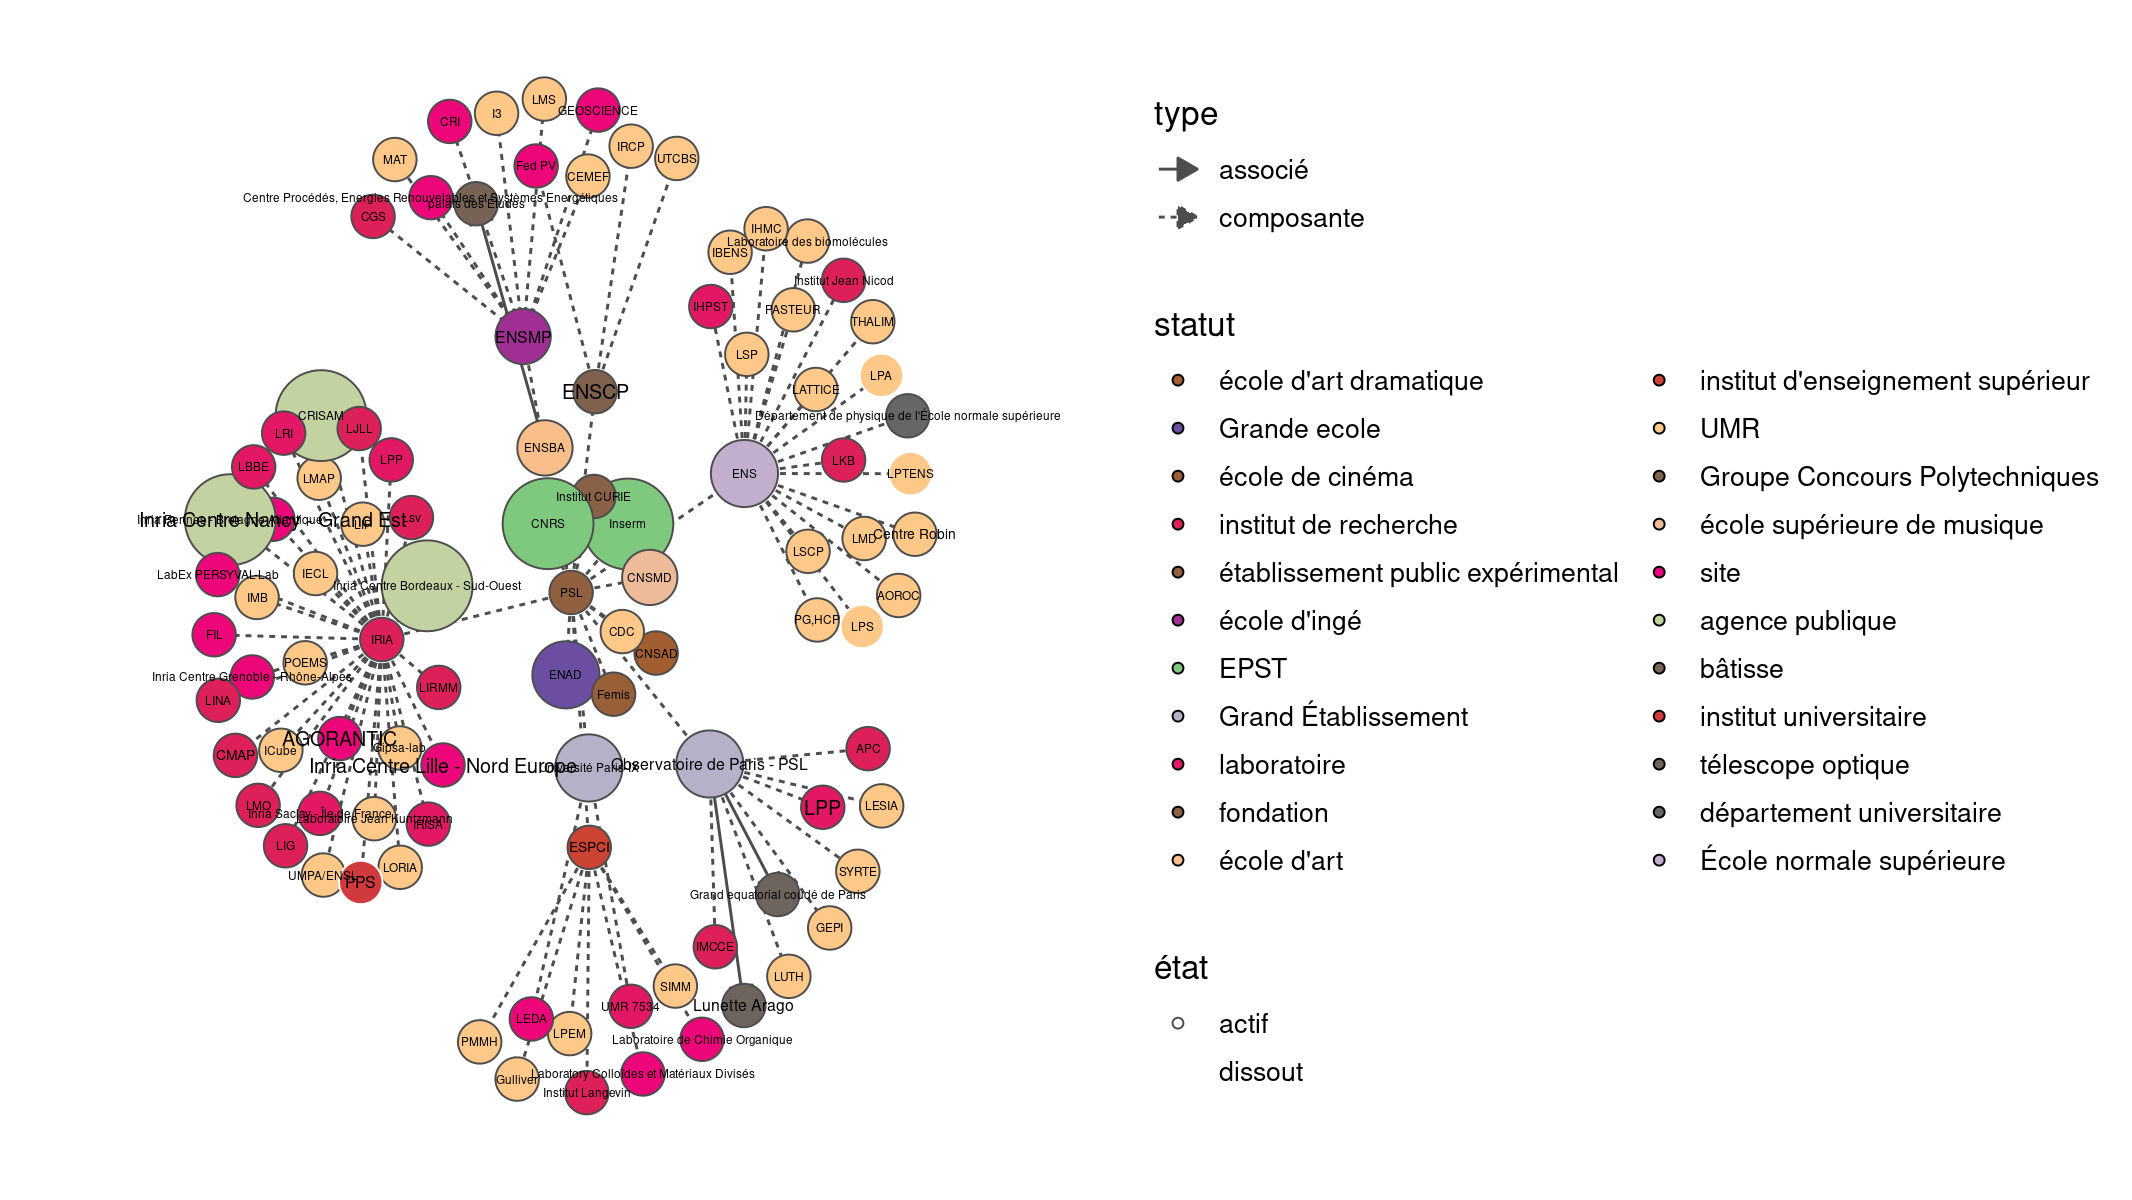 LMS
CRI
I3
GEOSCIENCE
MAT
IRCP
UTCBS
Fed PV
CEMEF
Centre Procédés, Energies Renouvelables et Systèmes Energétiques
palais des Etudes
CGS
ENSMP
ENSCP
ENSBA
IHMC
IBENS
Laboratoire des biomolécules
Institut Jean Nicod
IHPST
PASTEUR
THALIM
LSP
LPA
LATTICE
Département de physique de l'École normale supérieure
LKB
ENS
LPTENS
LSCP
LMD
Centre Robin
AOROC
PG,HCP
LPS
CRISAM
LRI
LJLL
LBBE
LPP
LMAP
Inria Centre Nancy - Grand Est
LIP
Lsv
LabEx PERSYVAL-Lab
IECL
IMB
Inria Centre Bordeaux - Sud-Ouest
FIL
IRIA
POEMS
Inria Centre Grenoble - Rhône-Alpes
LINA
LIRMM
AGORANTIC
CMAP
ICube
Gipsa-lab
Inria Centre Lille - Nord Europe
LMO
Inria Saclay - Île de France
Laboratoire Jean Kuntzmann
IRISA
LIG
UMPA/ENSL
PPS
LORIA
Institut CURIE
CNRS
Inserm
PSL
CNSMD
CDC
CNSAD
ENAD
Femis
Université Paris-IX
Observatoire de Paris - PSL
APC
LPP
LESIA
SYRTE
Grand equatorial coudé de Paris
GEPI
IMCCE
LUTH
Lunette Arago
ESPCI
SIMM
UMR 7534
LEDA
LPEM
PMMH
Laboratoire de Chimie Organique
Gulliver
Laboratory Colloïdes et Matériaux Divisés
Institut Langevin
type
associé
composante
statut
école d'art dramatique
Grande ecole
école de cinéma
institut de recherche
établissement public expérimental
école d'ingé
EPST
Grand Établissement
laboratoire
fondation
école d'art
institut d'enseignement supérieur
UMR
Groupe Concours Polytechniques
école supérieure de musique
site
agence publique
bâtisse
institut universitaire
télescope optique
département universitaire
École normale supérieure
état
actif
dissout